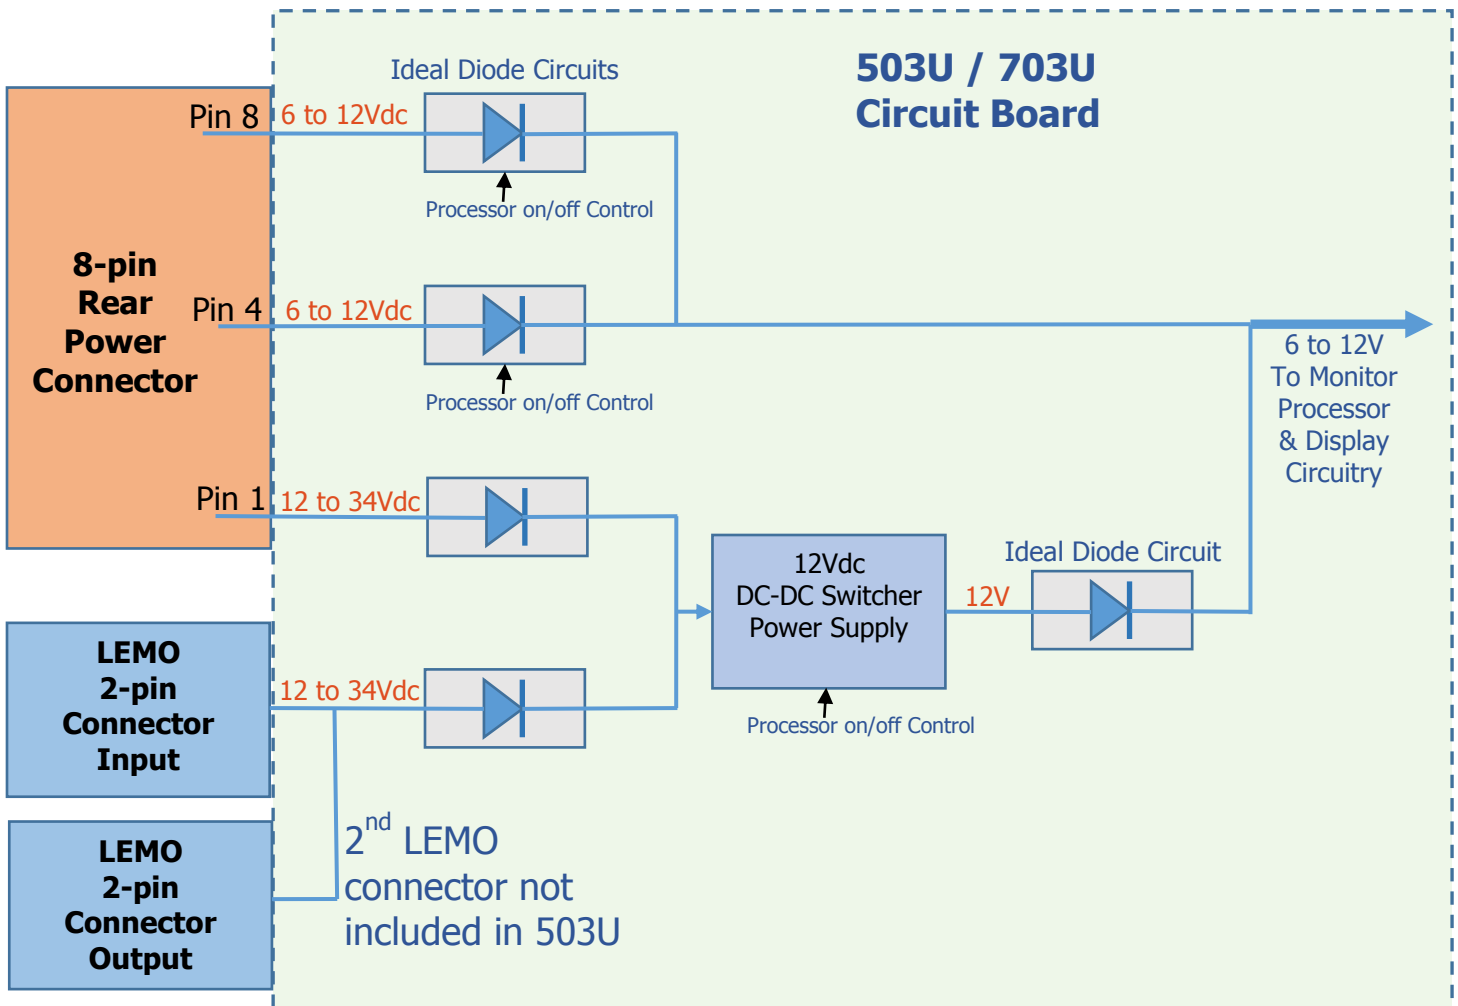 503U / 703U
Circuit Board
Ideal Diode Circuits
Pin 8
6 to 12Vdc
Processor on/off Control
8-pin
Rear
Power
Connector
Pin 4
6 to 12Vdc
Processor on/off Control
6 to 12V
To Monitor
Processor
& Display
Circuitry
Pin 1
12 to 34Vdc
12Vdc
DC-DC Switcher
Power Supply
Processor on/off Control
12V
Ideal Diode Circuit
LEMO
2-pin
Connector
Input
12 to 34Vdc
LEMO
2-pin
Connector
Output
2nd LEMO
connector not
included in 503U